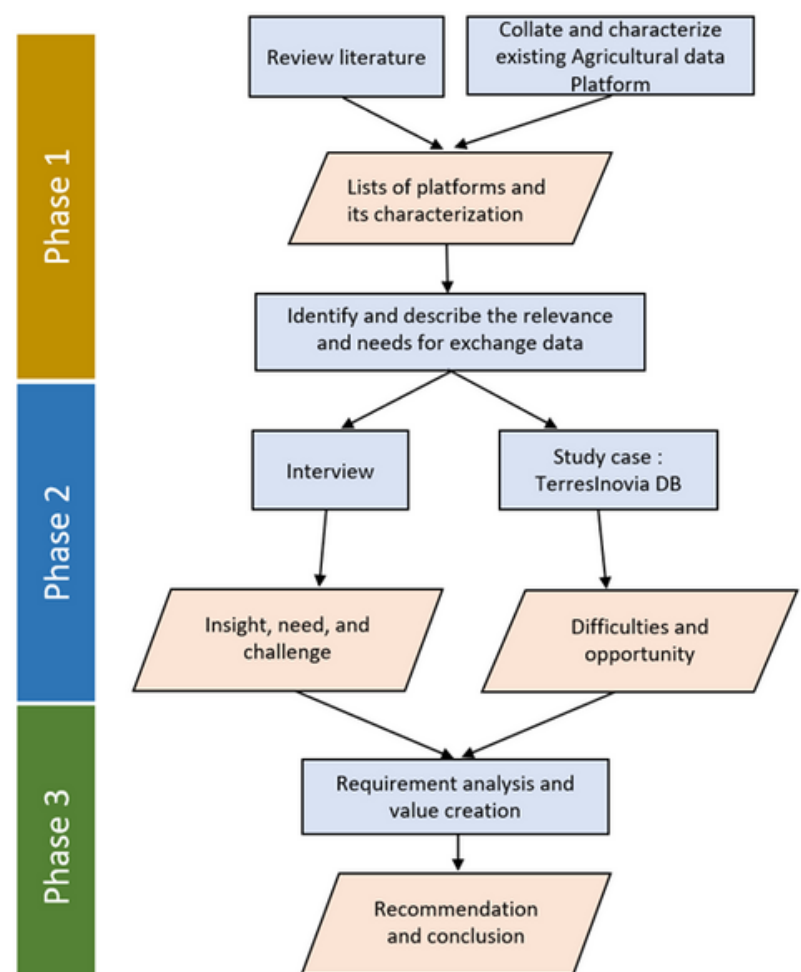 Phase 1
Review literature
Collate and characterize
existing Agricultural data
Platform
Lists of platforms and
its characterization
Identify and describe the relevance
and needs for exchange data
Phase 2
Interview
Study case :
TerresInovia DB
Insight, need, and
challenge
Difficulties and
opportunity
Phase 3
Requirement analysis and
value creation
Recommendation
and conclusion